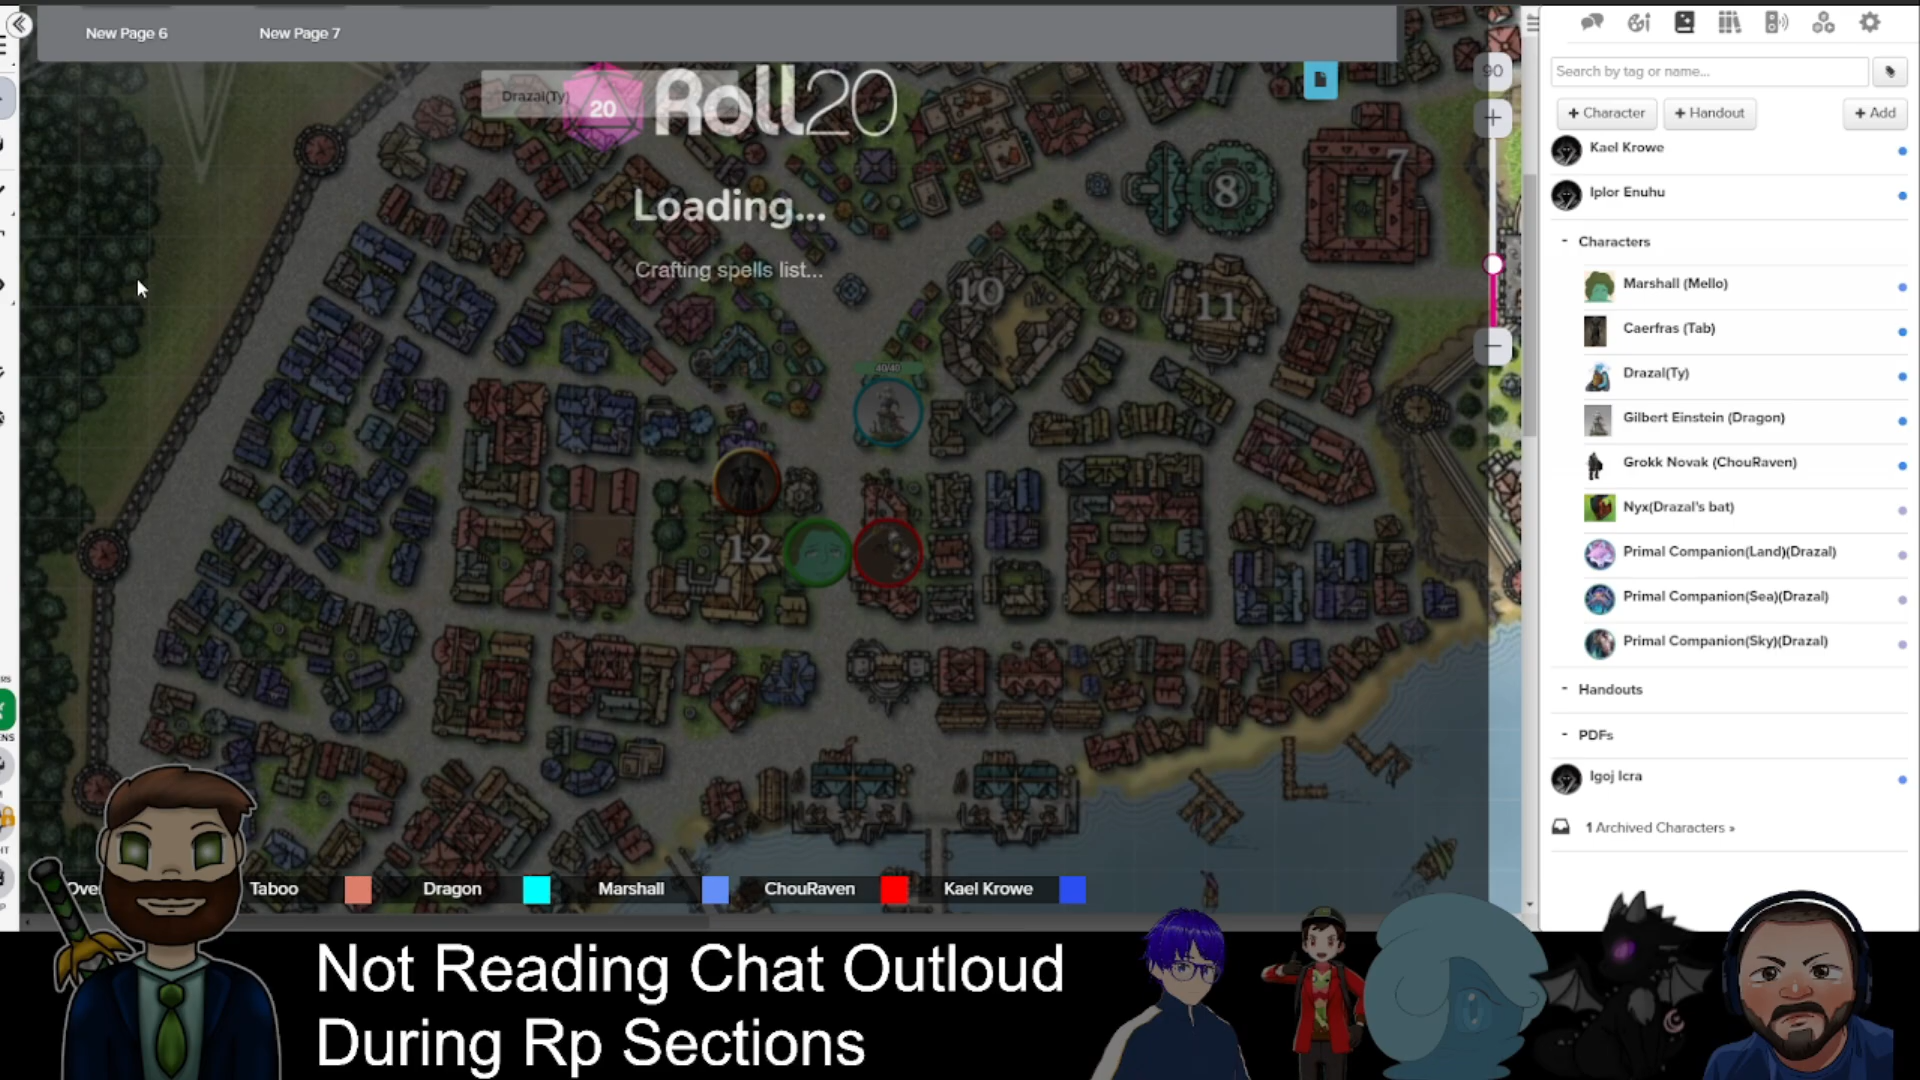 New Page 6
New Page 7
Drazal(Ty)
20
Roll20
Loading...
Crafting spells list...
90
Search by tag or name...
+ Character
+ Handout
+ Add
Kael Krowe
Iplor Enuhu
- Characters
Marshall (Mello)
Caerfras (Tab)
Drazal(Ty)
Gilbert Einstein (Dragon)
Grokk Novak (ChouRaven)
Nyx(Drazal's bat)
Primal Companion(Land)(Drazal)
Primal Companion(Sea)(Drazal)
Primal Companion(Sky)(Drazal)
- Handouts
- PDFs
Igoj Icra
1 Archived Characters »
7
8
10
11
40/40
12
Taboo
Dragon
Marshall
ChouRaven
Kael Krowe
Not Reading Chat Outloud
During Rp Sections